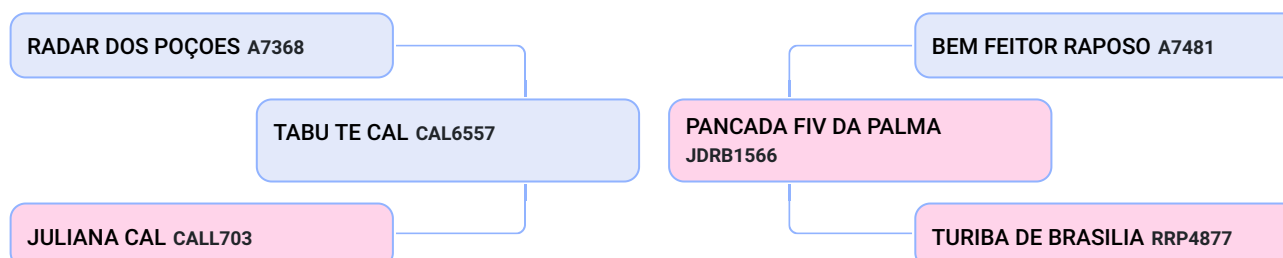 RADAR DOS POÇOES A7368
BEM FEITOR RAPOSO A7481
TABU TE CAL CAL6557
PANCADA FIV DA PALMA
JDRB1566
JULIANA CAL CALL703
TURIBA DE BRASILIA RRP4877